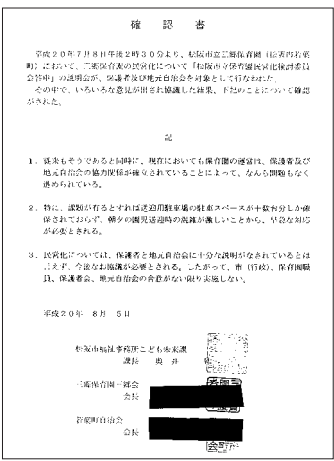 確認書
平成20年7月8日午後2時30分より、松阪市立三郷保育園(松阪市若葉
町)において、三郷保育園の民営化について「松阪市立保育園民営化検討委員
会答申」の説明会が、保護者及び地元自治会を対象として行なわれた。
その中で、いろいろな意見が出され協議した結果、下記のことについて確認
がされた。
記
1. 従来もそうであると同時に、現在においても保育園の運営は、保護者及び
地元自治会の協力関係が確立されていることによって、なんら問題もなく
進められている。
2. 特に、課題が有るとすれば送迎用駐車場の駐車スペースが十数台分しか確
保されておらず、朝夕の園児送迎時の混雑が激しいことから、早急な対応
が必要とされる。
3. 民営化については、保護者と地元自治会に十分な説明がなされているとは
言えず、今後なお協議が必要とされる。したがって、市(行政)、保育園職
員、保護者会、地元自治会の合意がない限り実施しない。
平成20年 8月 5日
松阪市福祉事務所こども未来課
課長 奥井
三郷保育園三郷会
会長
若葉町自治会
会長